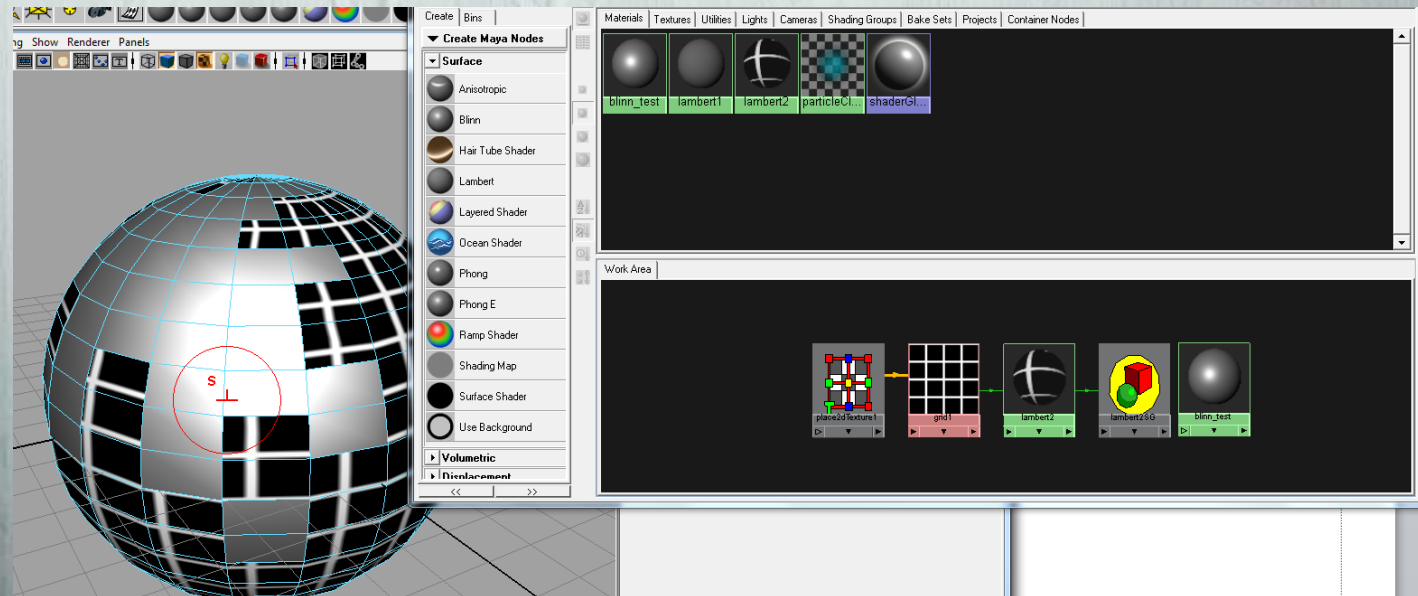 Create Bins
Materials Textures Utilities Lights Cameras Shading Groups Bake Sets Projects Container Nodes
Show Renderer Panels
Create Maya Nodes
Surface
Anisotropic
Blinn
Hair Tube Shader
Lambert
Layered Shader
Ocean Shader
Phong
Phong E
Ramp Shader
Shading Map
Surface Shader
Use Background
Volumetric
Displacement
<< >>
blinn_test lambert1 lambert2 particleCl... shaderGl...
Work Area
place2dTexture1 grid1 lambert2 lambert2SG blinn_test
S